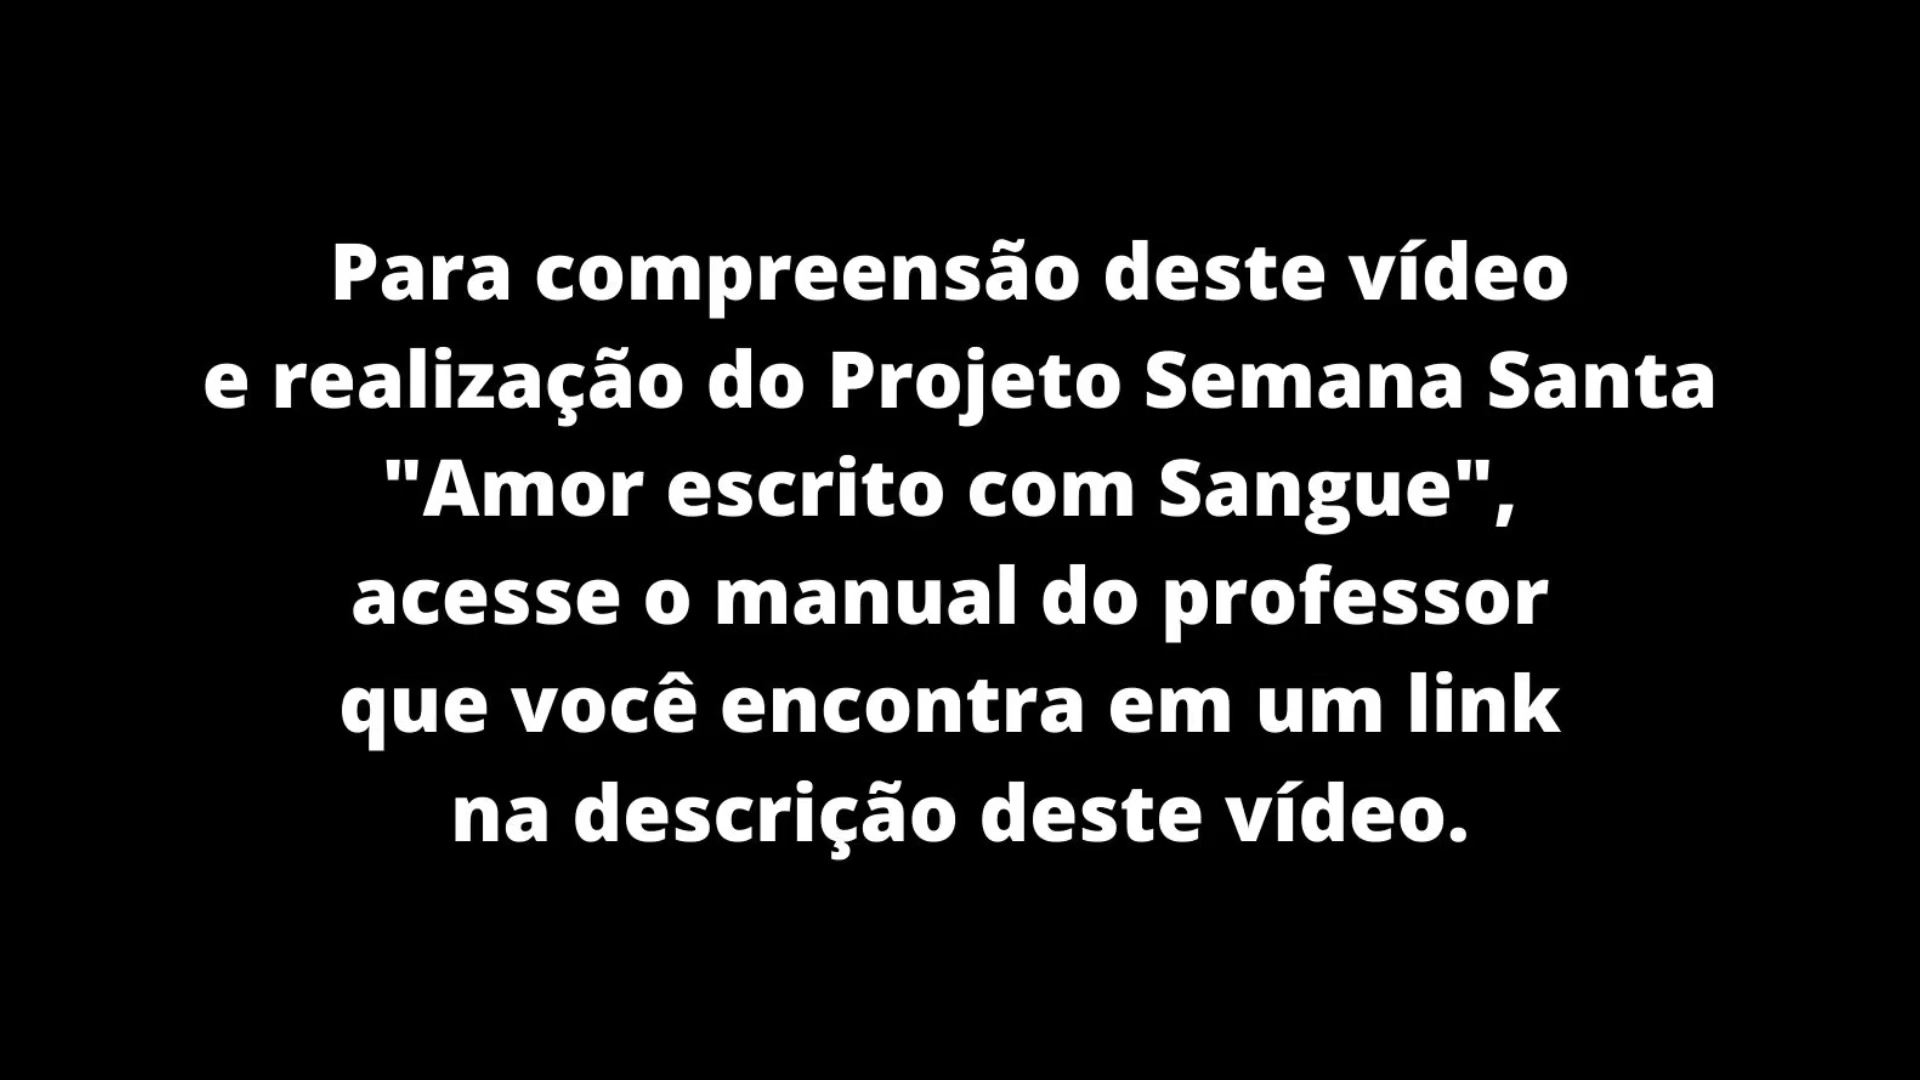 Para compreensão deste vídeo
e realização do Projeto Semana Santa
"Amor escrito com Sangue",
acesse o manual do professor
que você encontra em um link
na descrição deste vídeo.